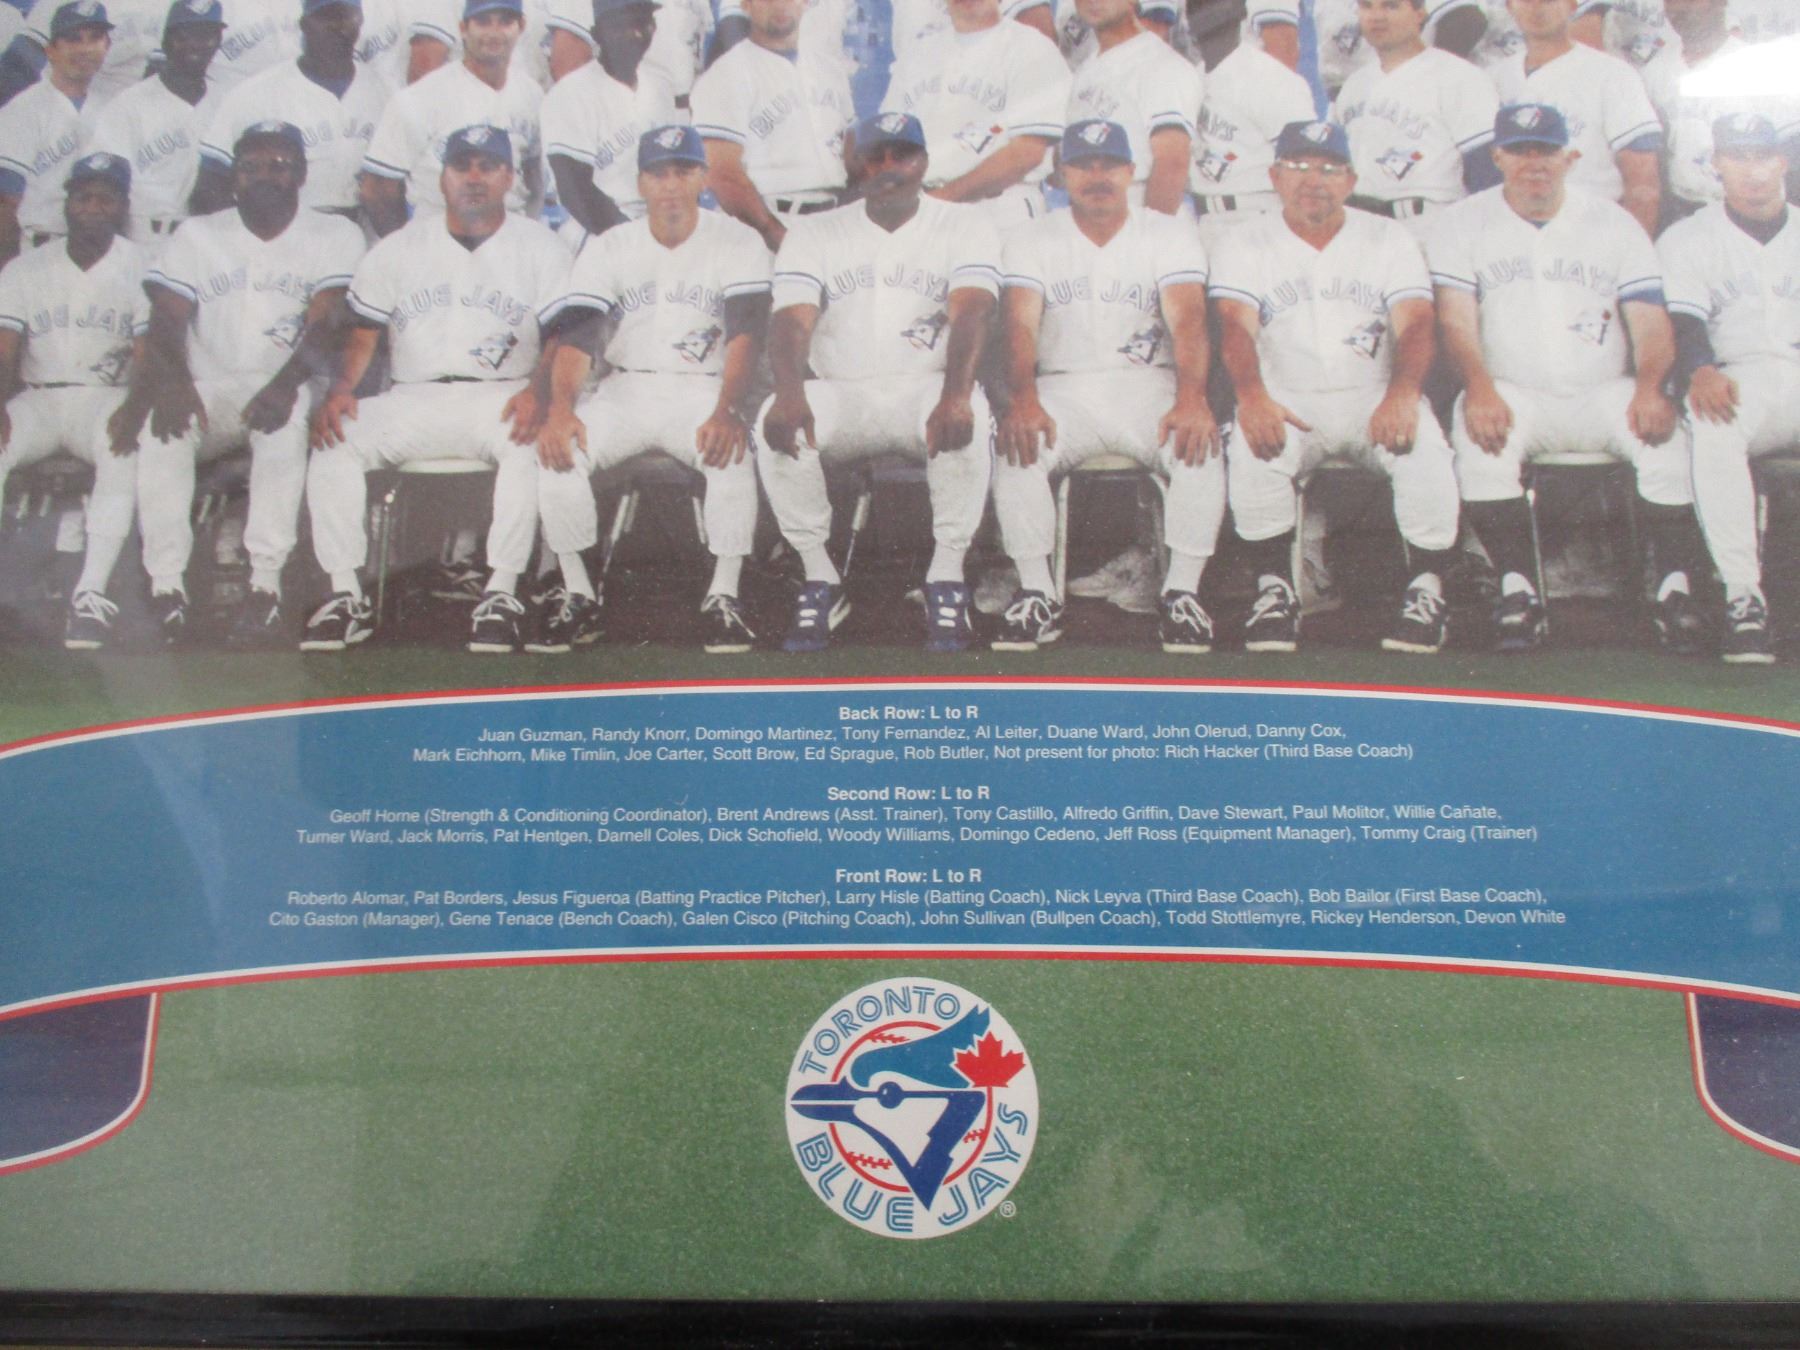 Back Row: L to R
Juan Guzman, Randy Knorr, Domingo Martinez, Tony Fernandez, Al Leiter, Duane Ward, John Olerud, Danny Cox,
Mark Eichhorn, Mike Timlin, Joe Carter, Scott Brow, Ed Sprague, Rob Butler, Not present for photo: Rich Hacker (Third Base Coach)
Second Row: L to R
Geoff Horne (Strength & Conditioning Coordinator), Brent Andrews (Asst. Trainer), Tony Castillo, Alfredo Griffin, Dave Stewart, Paul Molitor, Willie Cañate,
Turner Ward, Jack Morris, Pat Hentgen, Darnell Coles, Dick Schofield, Woody Williams, Domingo Cedeno, Jeff Ross (Equipment Manager), Tommy Craig (Trainer)
Front Row: L to R
Roberto Alomar, Pat Borders, Jesus Figueroa (Batting Practice Pitcher), Larry Hisle (Batting Coach), Nick Leyva (Third Base Coach), Bob Bailor (First Base Coach),
Cito Gaston (Manager), Gene Tenace (Bench Coach), Galen Cisco (Pitching Coach), John Sullivan (Bullpen Coach), Todd Stottlemyre, Rickey Henderson, Devon White
TORONTO
BLUE JAYS
®